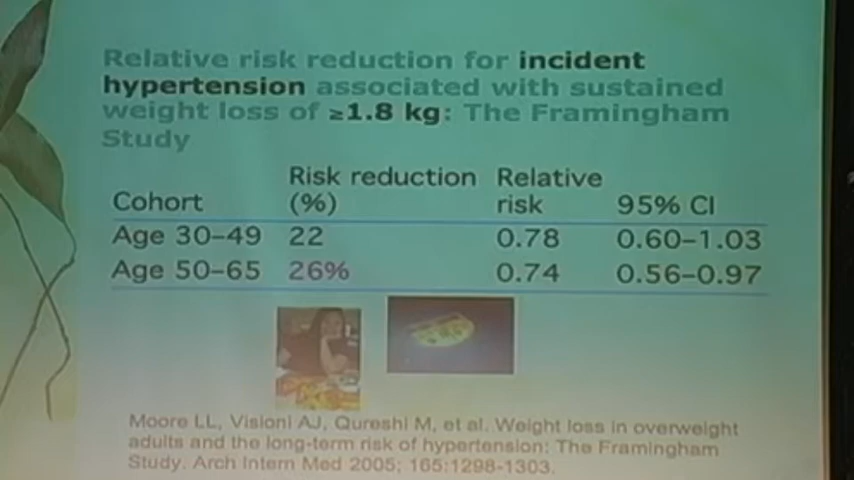 Relative risk reduction for incident
hypertension associated with sustained
weight loss of ≥1.8 kg: The Framingham
Study
Risk reduction Relative
Cohort (%) risk 95% CI
Age 30–49 22 0.78 0.60–1.03
Age 50–65 26% 0.74 0.56–0.97
Moore LL, Visioni AJ, Qureshi M, et al. Weight loss in overweight
adults and the long-term risk of hypertension: The Framingham
Study. Arch Intern Med 2005; 165:1298-1303.